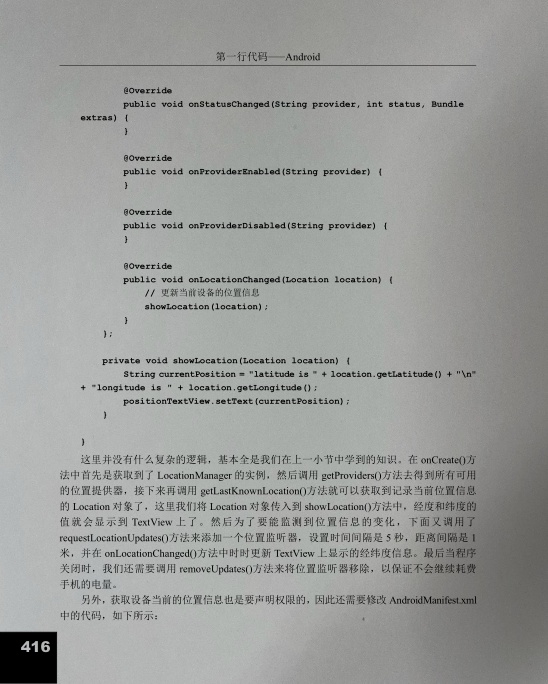 第一行代码——Android
@Override
public void onStatusChanged(String provider, int status, Bundle
extras) {
}
@Override
public void onProviderEnabled(String provider) {
}
@Override
public void onProviderDisabled(String provider) {
}
@Override
public void onLocationChanged(Location location) {
// 更新当前设备的位置信息
showLocation(location);
}
};
private void showLocation(Location location) {
String currentPosition = "latitude is " + location.getLatitude() + "\n"
+ "longitude is " + location.getLongitude();
positionTextView.setText(currentPosition);
}
}
这里并没有什么复杂的逻辑，基本全是我们在上一小节中学到的知识。在 onCreate()方
法中首先是获取到了 LocationManager 的实例，然后调用 getProviders()方法去得到所有可用
的位置提供器，接下来再调用 getLastKnownLocation()方法就可以获取到记录当前位置信息
的 Location 对象了，这里我们将 Location 对象传入到 showLocation()方法中，经度和纬度的
值就会显示到 TextView 上了。然后为了要能监测到位置信息的变化，下面又调用了
requestLocationUpdates()方法来添加一个位置监听器，设置时间间隔是 5 秒，距离间隔是 1
米，并在 onLocationChanged()方法中时时更新 TextView 上显示的经纬度信息。最后当程序
关闭时，我们还需要调用 removeUpdates()方法来将位置监听器移除，以保证不会继续耗费
手机的电量。
另外，获取设备当前的位置信息也是要声明权限的，因此还需要修改 AndroidManifest.xml
中的代码，如下所示：
416